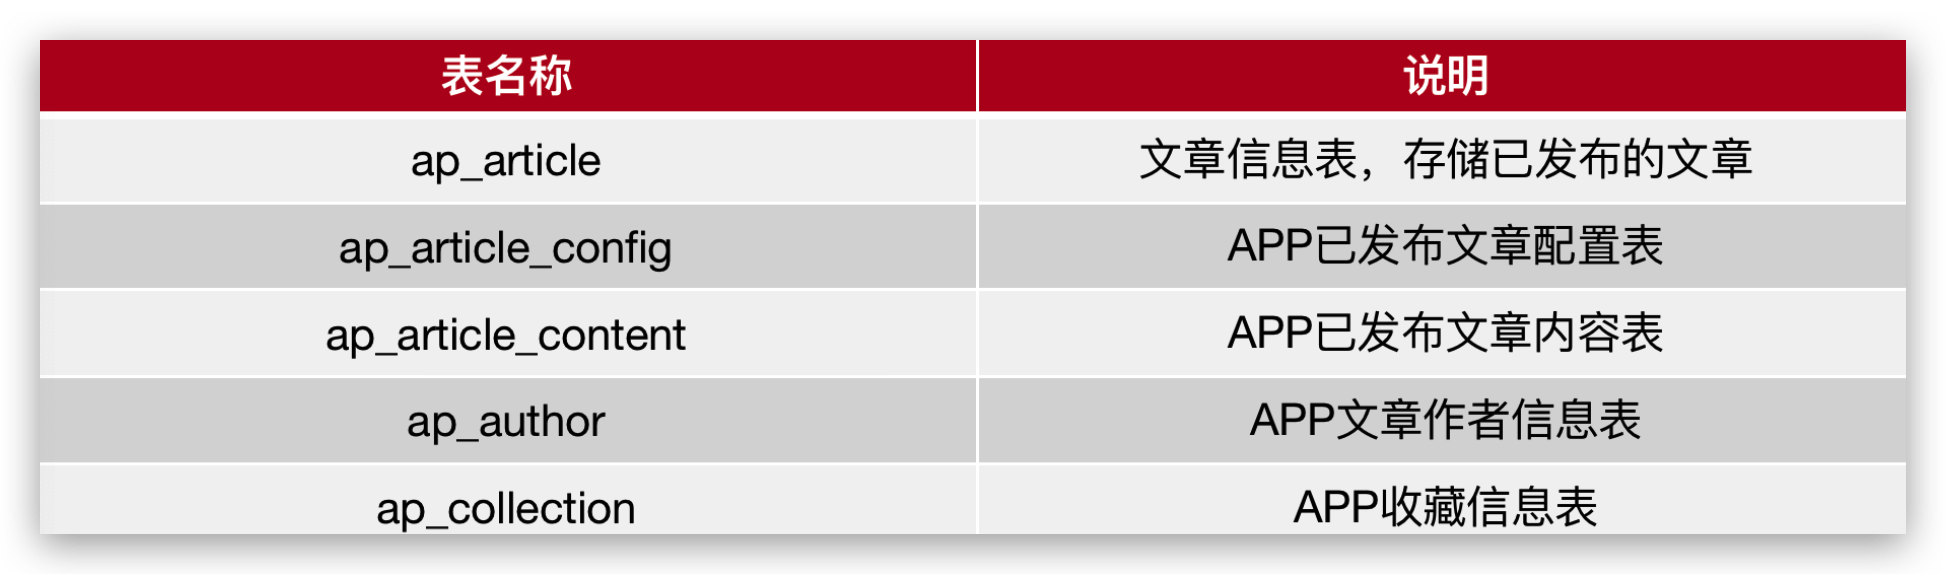 表名称 说明
ap_article 文章信息表，存储已发布的文章
ap_article_config APP已发布文章配置表
ap_article_content APP已发布文章内容表
ap_author APP文章作者信息表
ap_collection APP收藏信息表